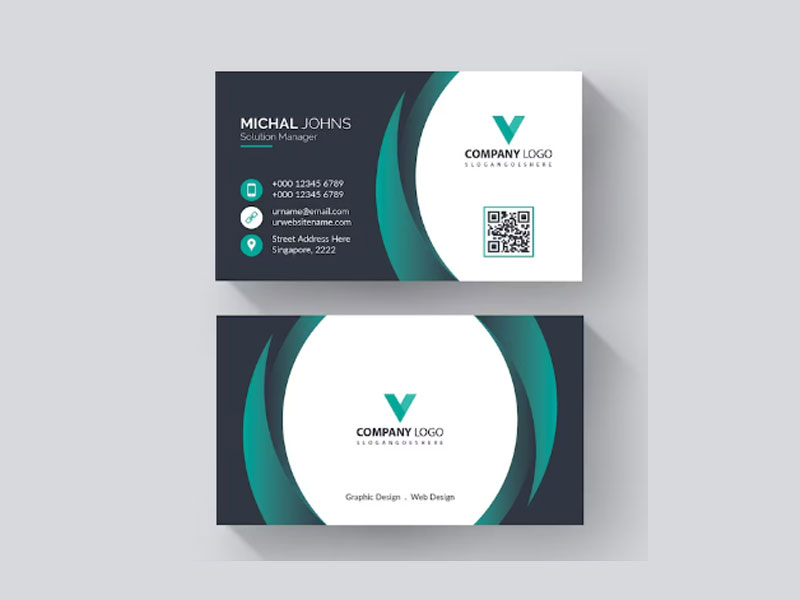 MICHAL JOHNS
Solution Manager
+000 12345 6789
+000 12345 6789
urname@email.com
urwebsitename.com
Street Address Here
Singapore, 2222
COMPANY LOGO
SLOGANGOESHERE
COMPANY LOGO
SLOGANGOESHERE
Graphic Design . Web Design